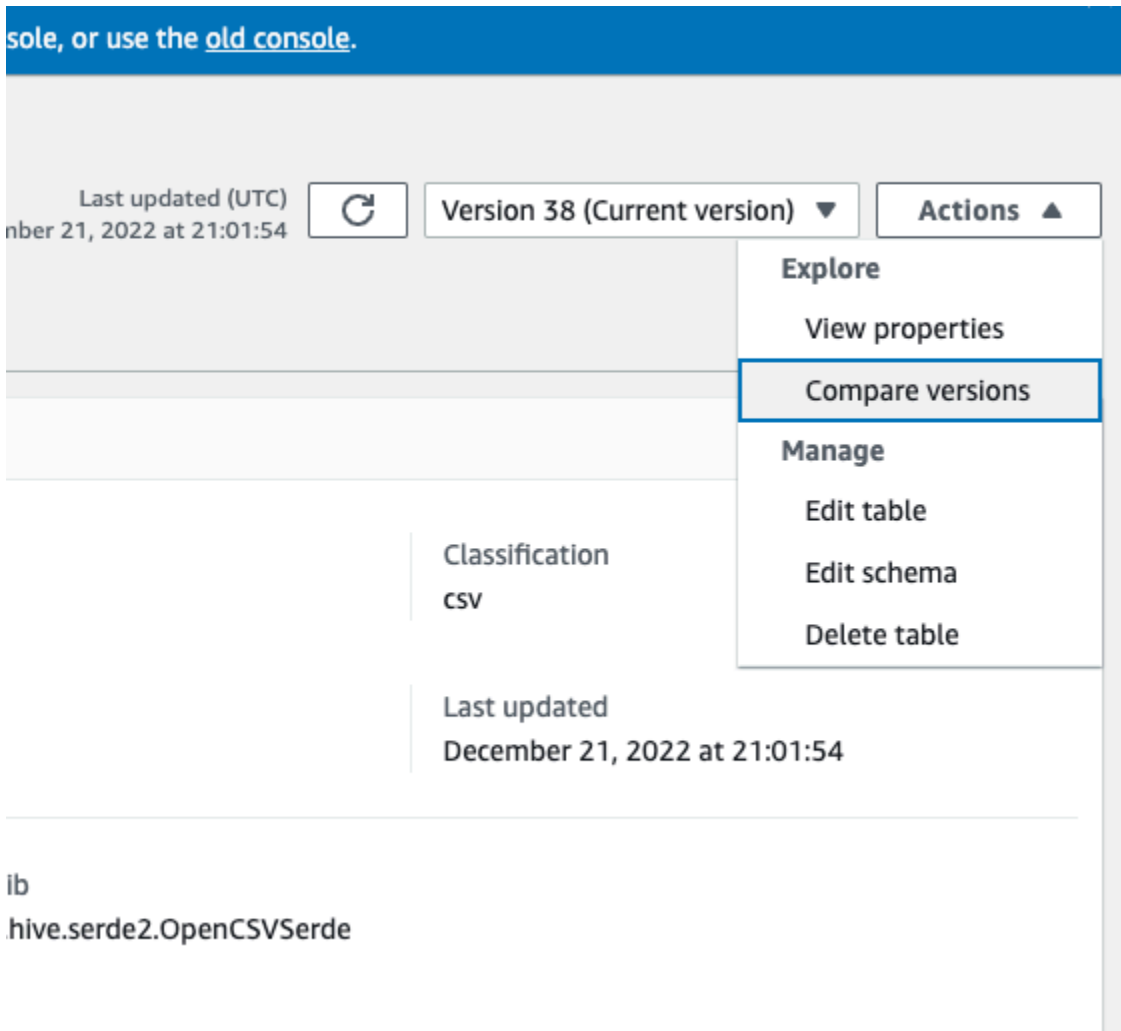 sole, or use the old console.
Last updated (UTC)
mber 21, 2022 at 21:01:54
Version 38 (Current version)
Actions
Explore
View properties
Compare versions
Manage
Edit table
Edit schema
Delete table
Classification
csv
Last updated
December 21, 2022 at 21:01:54
ib
.hive.serde2.OpenCSVSerde